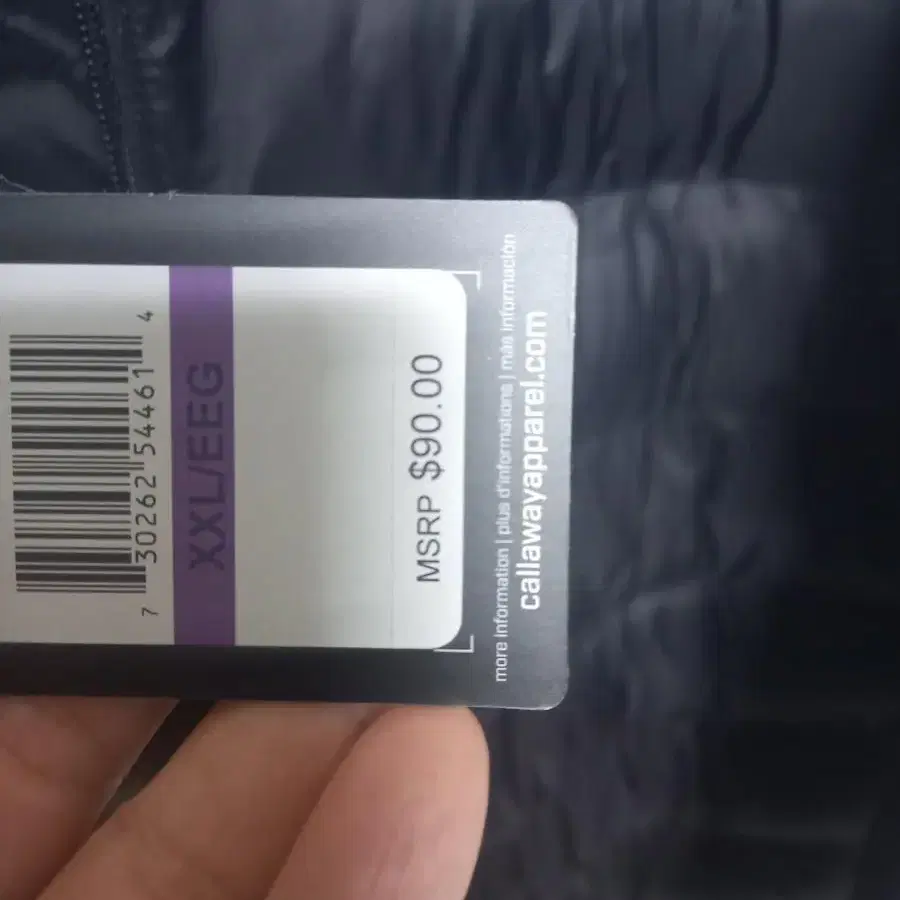 7 30262 54461 4
XXL/EEG
MSRP $90.00
more information | plus d'informations | más información
callawayapparel.com